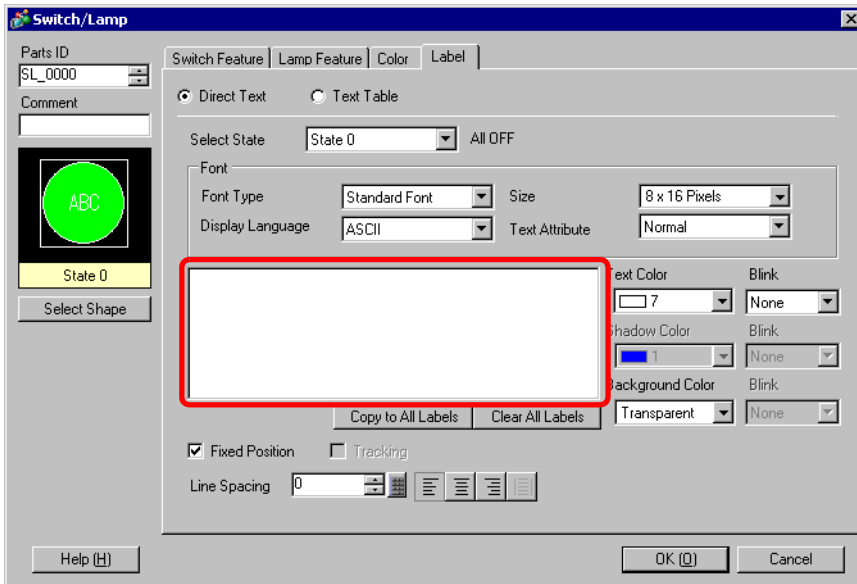 Switch/Lamp
Parts ID
SL_0000
Comment
ABC
State 0
Select Shape
Switch Feature Lamp Feature Color Label
Direct Text Text Table
Select State State 0 All OFF
Font
Font Type Standard Font Size 8 x 16 Pixels
Display Language ASCII Text Attribute Normal
Text Color Blink
7 None
Shadow Color Blink
1 None
Background Color Blink
Transparent None
Copy to All Labels Clear All Labels
Fixed Position Tracking
Line Spacing 0
Help (H) OK (O) Cancel